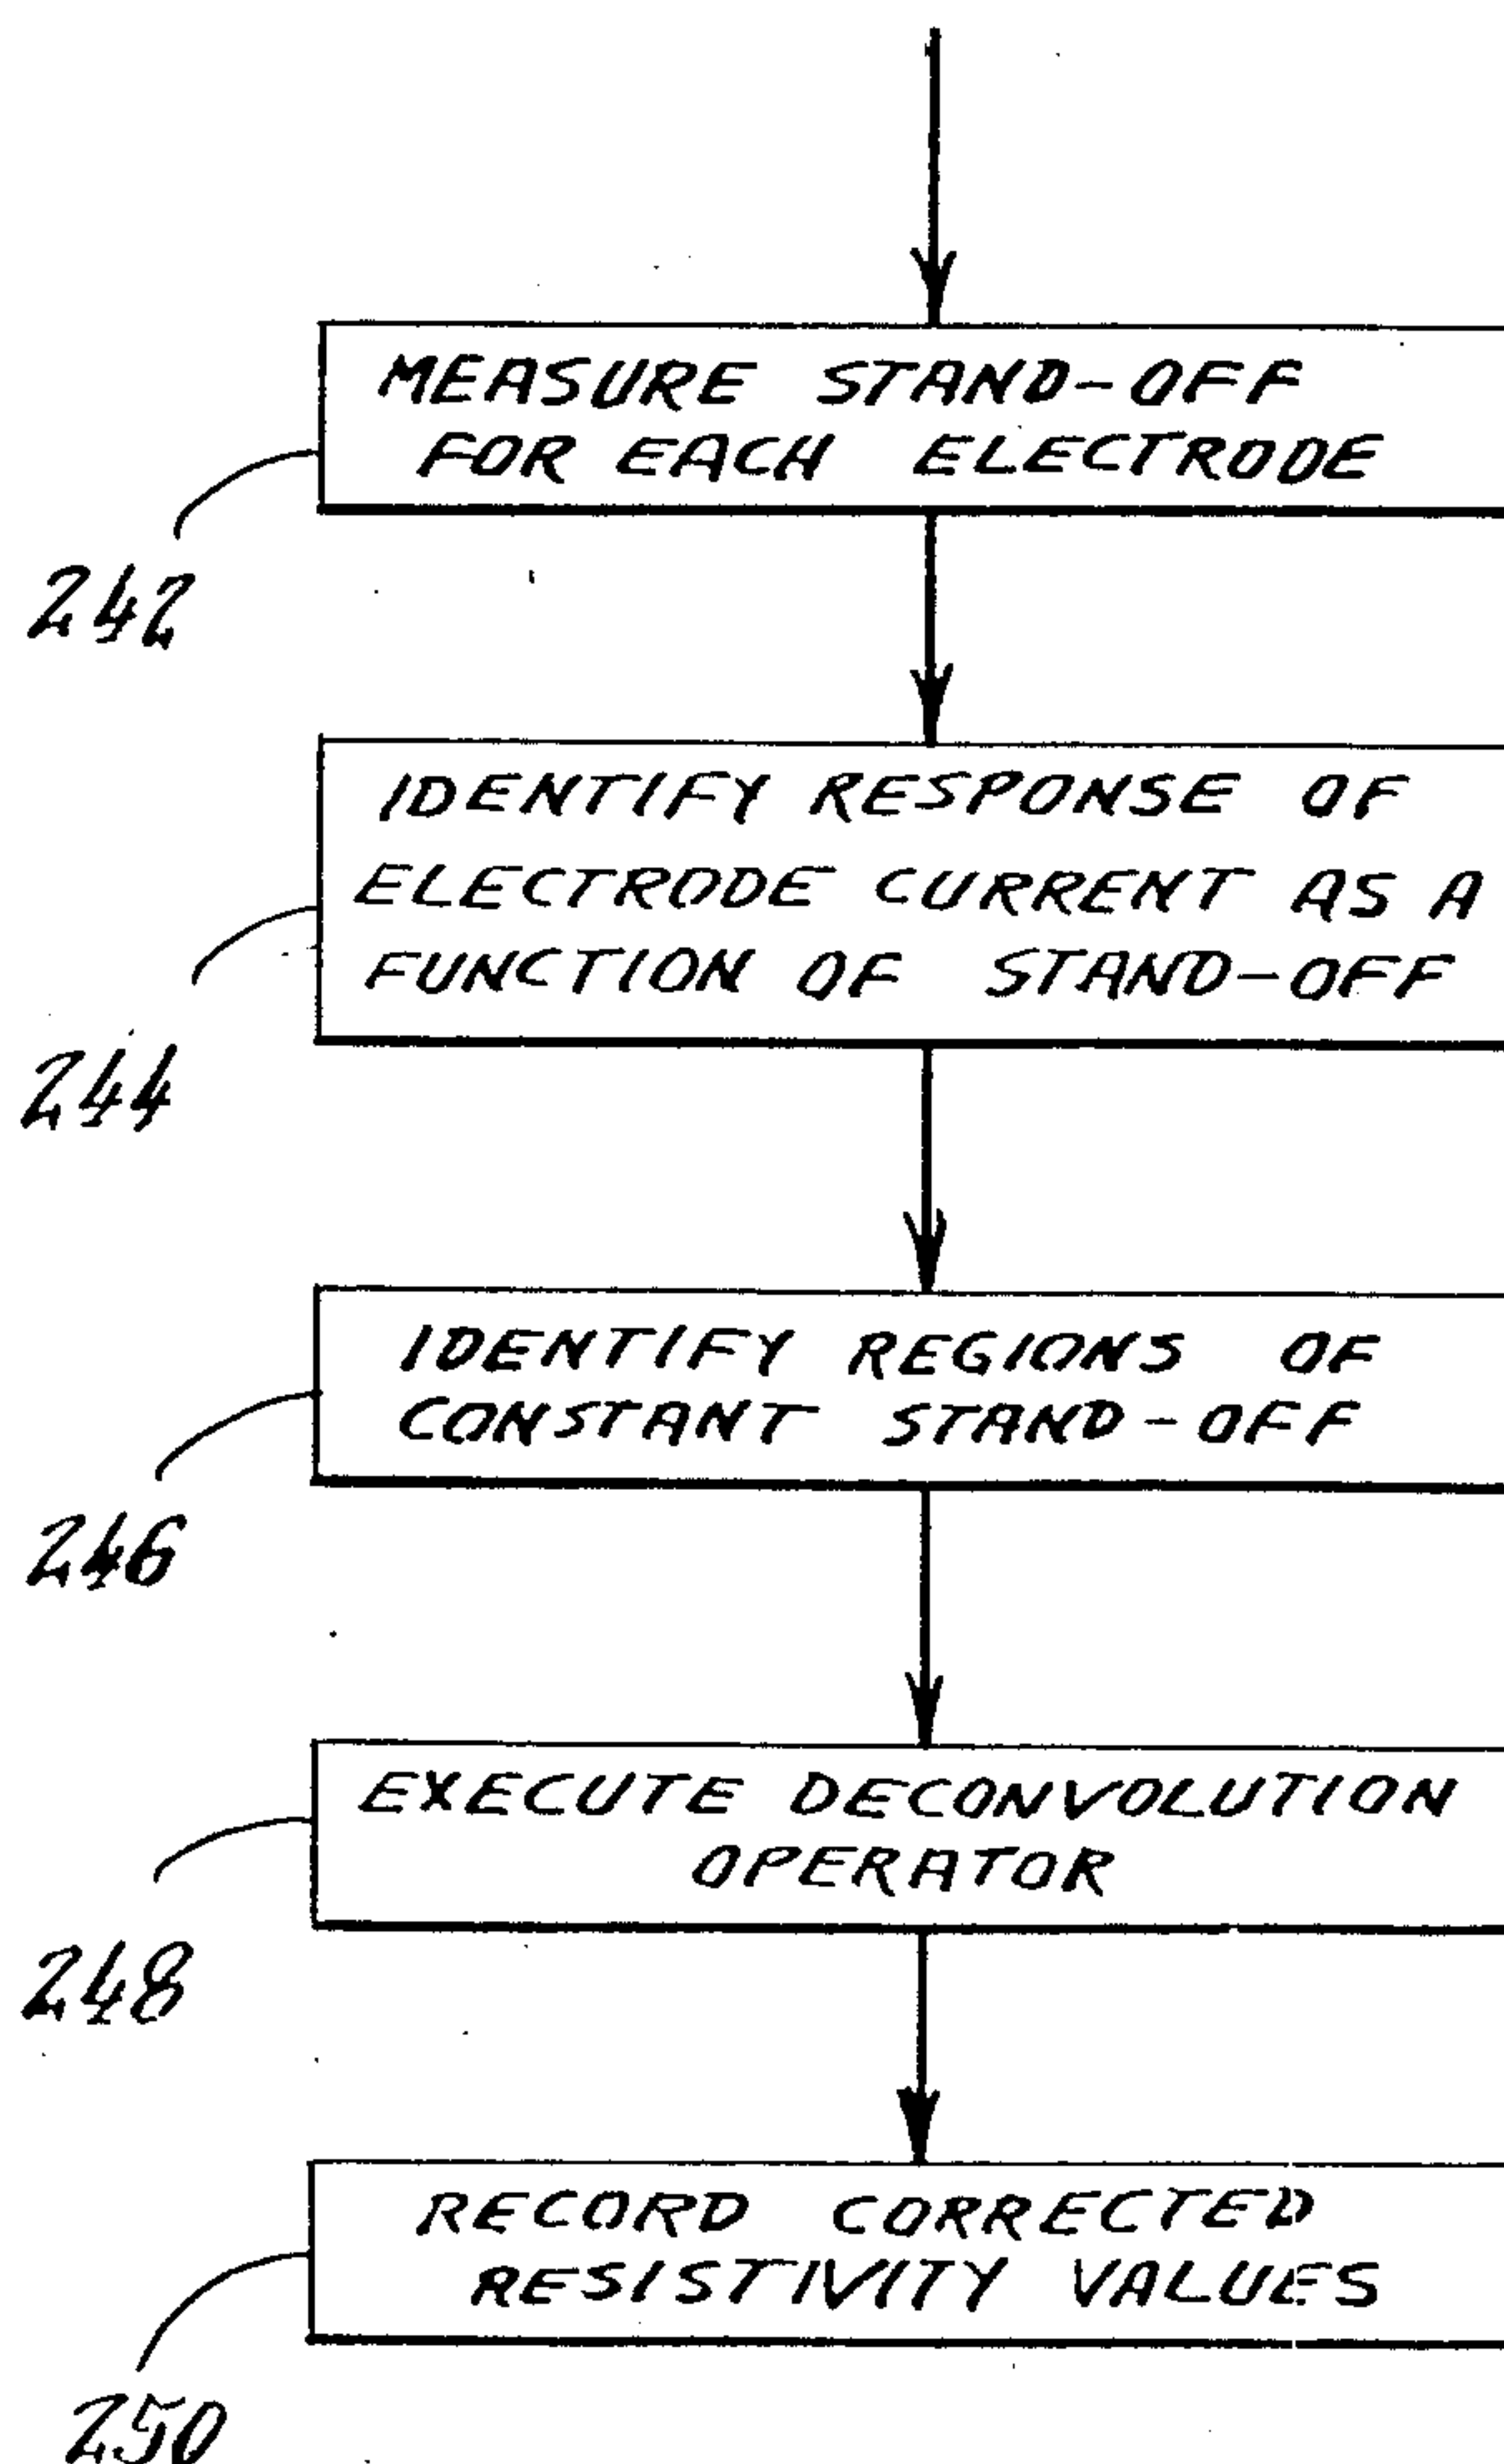 MEASURE STAND-OFF
FOR EACH ELECTRODE
242
IDENTIFY RESPONSE OF
ELECTRODE CURRENT AS A
FUNCTION OF STAND-OFF
244
IDENTIFY REGIONS OF
CONSTANT STAND-OFF
246
EXECUTE DECONVOLUTION
OPERATOR
248
RECORD CORRECTED
RESISTIVITY VALUES
250